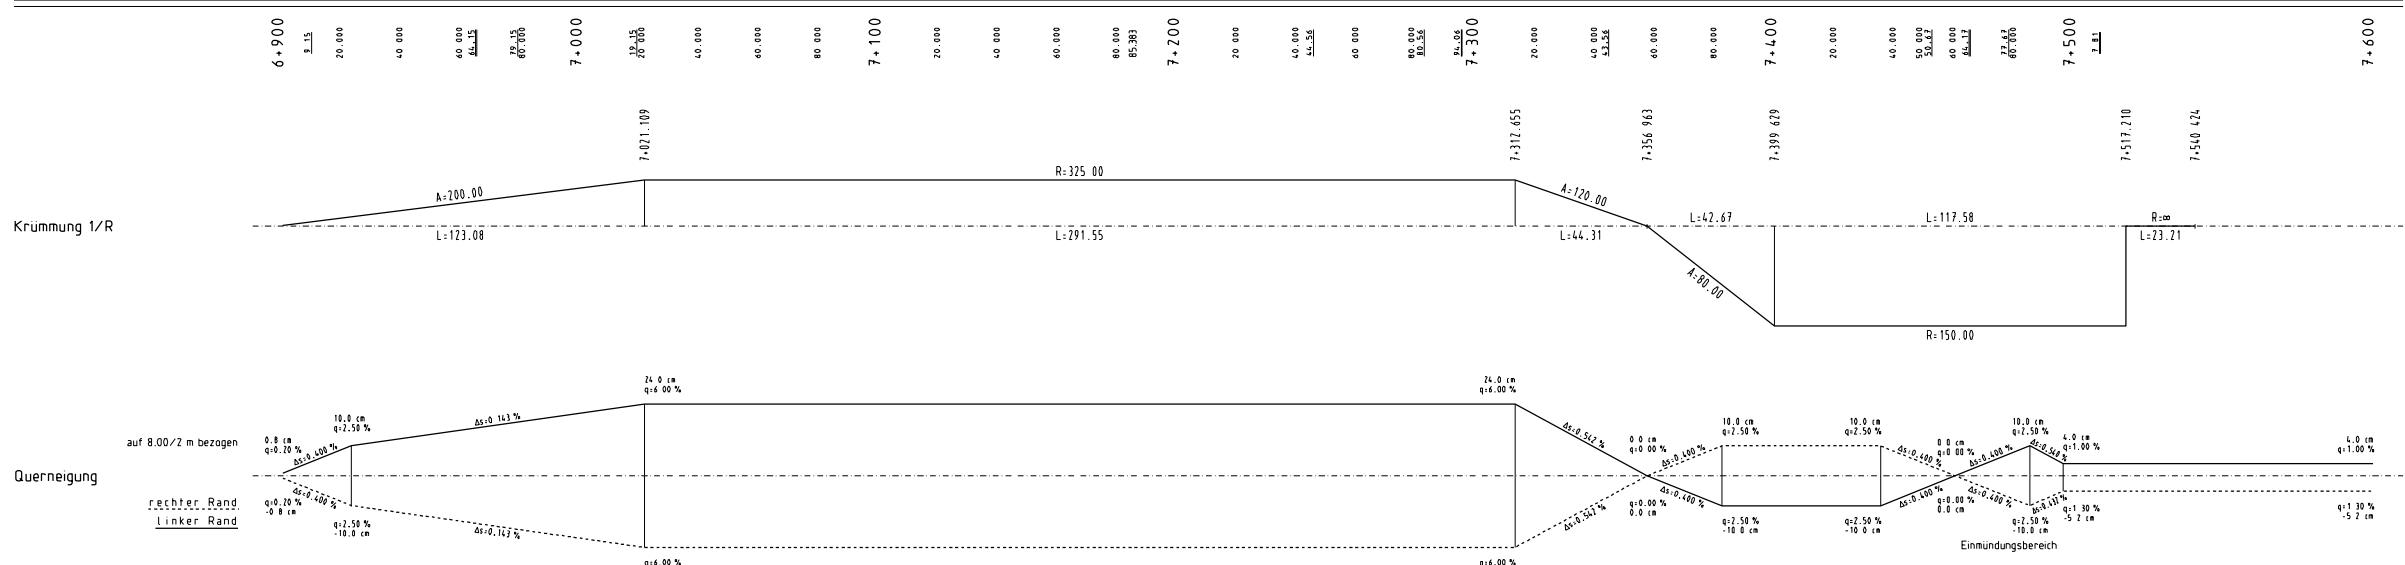 6+900
9.15
20.000
40 000
60 000
64.15
79.15
80.000
7+000
19.15
20 000
40.000
60.000
80 000
7+100
20 000
40 000
60.000
80.000
85.383
7+200
20 000
40.000
44.56
60 000
80.000
80.56
94.06
7+300
20.000
40 000
43.56
60.000
80.000
7+400
20 000
40.000
50 000
50.67
60 000
64.17
77.67
80.000
7+500
7.81
7+600
7+021.109
7+312.655
7+356 963
7+399 629
7+517.210
7+540 424
Krümmung 1/R
A=200.00
L=123.08
R=325 00
L=291.55
A=120.00
L=44.31
L=42.67
A=80.00
L=117.58
R=150.00
R=∞
L=23.21
auf 8.00/2 m bezogen
Querneigung
rechter Rand
linker Rand
0.8 cm
q=0.20 %
Δs=0.400 %
10.0 cm
q=2.50 %
Δs=0 143 %
24 0 cm
q=6 00 %
24.0 cm
q=6.00 %
Δs=0.542 %
0 0 cm
q=0 00 %
Δs=0.400 %
10.0 cm
q=2.50 %
10.0 cm
q=2.50 %
Δs=0.400 %
0 0 cm
q=0 00 %
Δs=0.400 %
10.0 cm
q=2.50 %
Δs=0.540 %
4.0 cm
q=1.00 %
4.0 cm
q=1.00 %
Δs=0.400 %
q=0.20 %
-0 8 cm
q=2.50 %
-10.0 cm
Δs=0.143 %
q=6.00 %
q=6.00 %
Δs=0.542 %
q=0.00 %
0.0 cm
Δs=0.400 %
q=2.50 %
-10 0 cm
q=2.50 %
-10 0 cm
Δs=0.400 %
q=0.00 %
0.0 cm
Δs=0.400 %
q=2.50 %
-10.0 cm
q=1 30 %
-5 2 cm
q=1 30 %
-5 2 cm
Einmündungsbereich